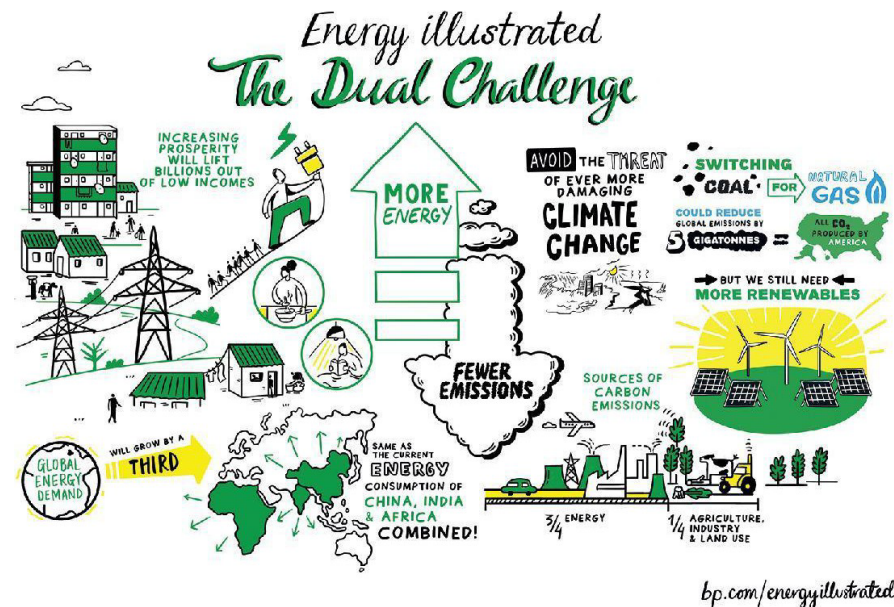 Energy illustrated
The Dual Challenge
INCREASING
PROSPERITY
WILL LIFT
BILLIONS OUT
OF LOW INCOMES
MORE
ENERGY
FEWER
EMISSIONS
AVOID THE THREAT
OF EVER MORE
DAMAGING
CLIMATE
CHANGE
SWITCHING
COAL FOR NATURAL
GAS
COULD REDUCE
GLOBAL EMISSIONS BY
5 GIGATONNES =
ALL CO₂
PRODUCED BY
AMERICA
BUT WE STILL NEED
MORE RENEWABLES
GLOBAL
ENERGY
DEMAND
WILL GROW BY A
THIRD
SAME AS
THE CURRENT
ENERGY
CONSUMPTION OF
CHINA, INDIA
& AFRICA
COMBINED!
SOURCES OF
CARBON
EMISSIONS
3/4 ENERGY
1/4 AGRICULTURE,
INDUSTRY
& LAND USE
bp.com/energyillustrated